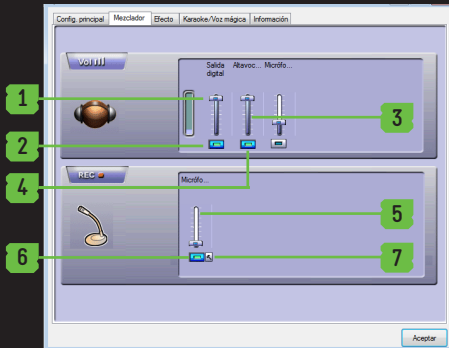 Config. principal Mezclador Efecto Karaoke/Voz mágica Información
Vol
Salida digital Altavoc... Micrófo...
1
3
2
4
REC
Micrófo...
5
6
7
Aceptar